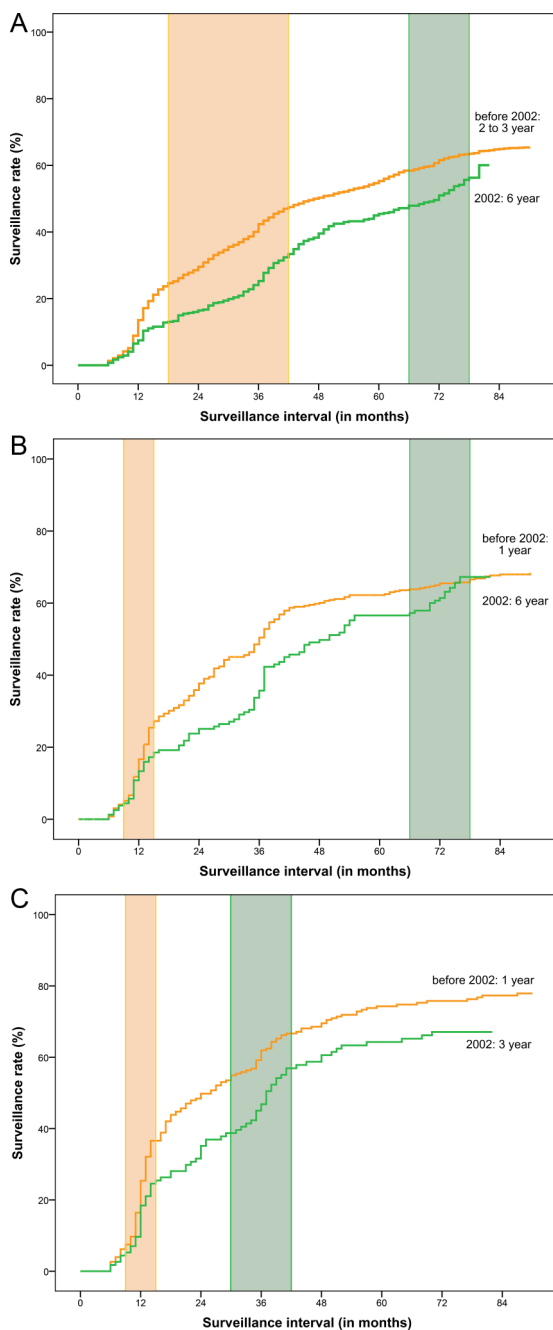 A
100
80
60
40
20
0
Surveillance rate (%)
before 2002:
2 to 3 year
2002: 6 year
0 12 24 36 48 60 72 84
Surveillance interval (in months)
B
100
80
60
40
20
0
Surveillance rate (%)
before 2002:
1 year
2002: 6 year
0 12 24 36 48 60 72 84
Surveillance interval (in months)
C
100
80
60
40
20
0
Surveillance rate (%)
before 2002: 1 year
2002: 3 year
0 12 24 36 48 60 72 84
Surveillance interval (in months)